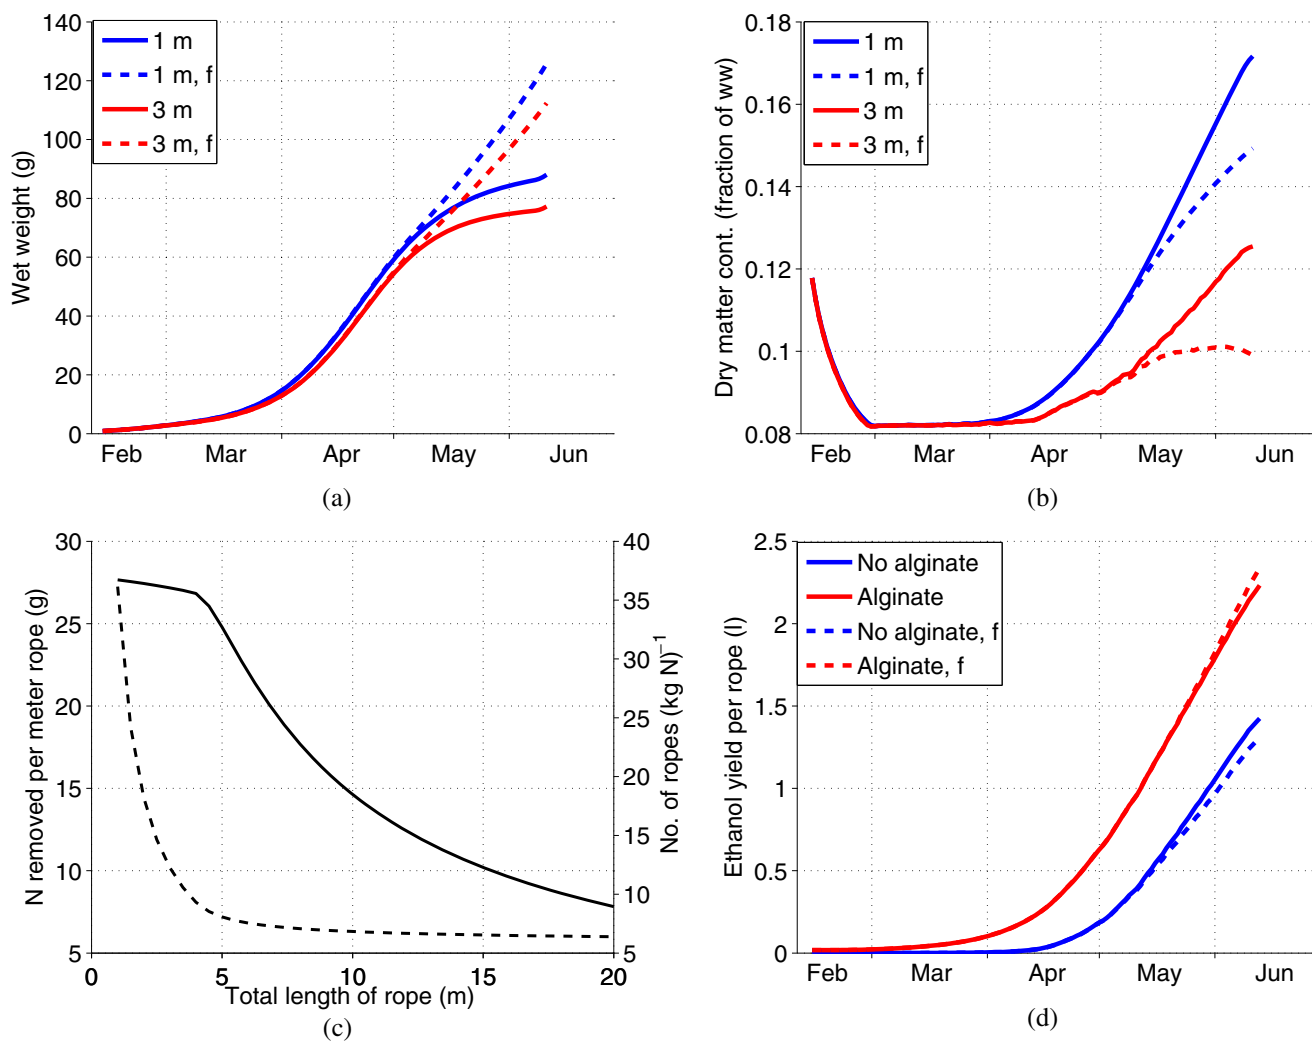 140
120
100
80
60
40
20
0
Wet weight (g)
1 m
1 m, f
3 m
3 m, f
Feb Mar Apr May Jun
(a)
0.18
0.16
0.14
0.12
0.1
0.08
Dry matter cont. (fraction of ww)
1 m
1 m, f
3 m
3 m, f
Feb Mar Apr May Jun
(b)
30
25
20
15
10
5
N removed per meter rope (g)
40
35
30
25
20
15
10
5
No. of ropes (kg N)⁻¹
0 5 10 15 20
Total length of rope (m)
(c)
2.5
2
1.5
1
0.5
0
Ethanol yield per rope (l)
No alginate
Alginate
No alginate, f
Alginate, f
Feb Mar Apr May Jun
(d)